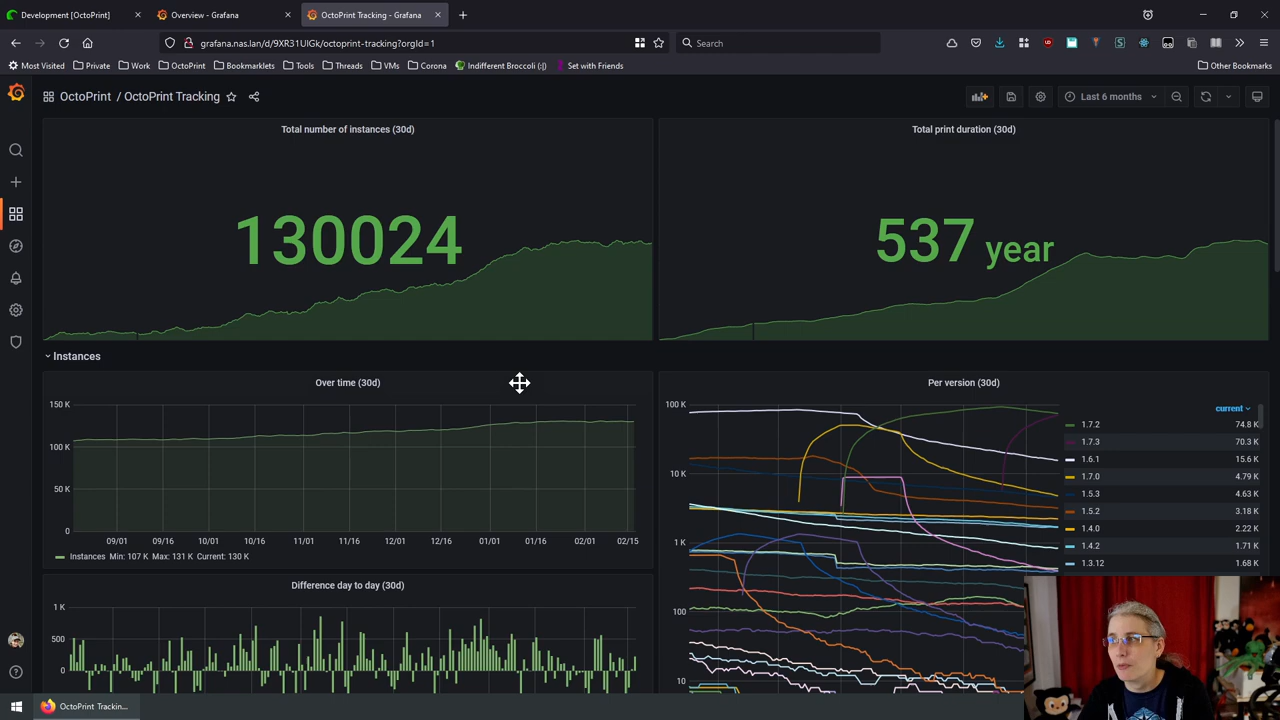 Development [OctoPrint]
Overview - Grafana
OctoPrint Tracking - Grafana
grafana.nas.lan/d/9XR31UIGk/octoprint-tracking?orgId=1
Search
Most Visited
Private
Work
OctoPrint
Bookmarklets
Tools
Threads
VMs
Corona
Indifferent Broccoli (:|)
Set with Friends
Other Bookmarks
OctoPrint / OctoPrint Tracking
Last 6 months
Total number of instances (30d)
130024
Total print duration (30d)
537 year
Instances
Over time (30d)
150 K
100 K
50 K
0
09/01 09/16 10/01 10/16 11/01 11/16 12/01 12/16 01/01 01/16 02/01 02/15
Instances Min: 107 K Max: 131 K Current: 130 K
Per version (30d)
100 K
10 K
1 K
100
10
current
1.7.2 74.8 K
1.7.3 70.3 K
1.6.1 15.6 K
1.7.0 4.79 K
1.5.3 4.63 K
1.5.2 3.18 K
1.4.0 2.22 K
1.4.2 1.71 K
1.3.12 1.68 K
Difference day to day (30d)
1 K
500
0
OctoPrint Trackin...